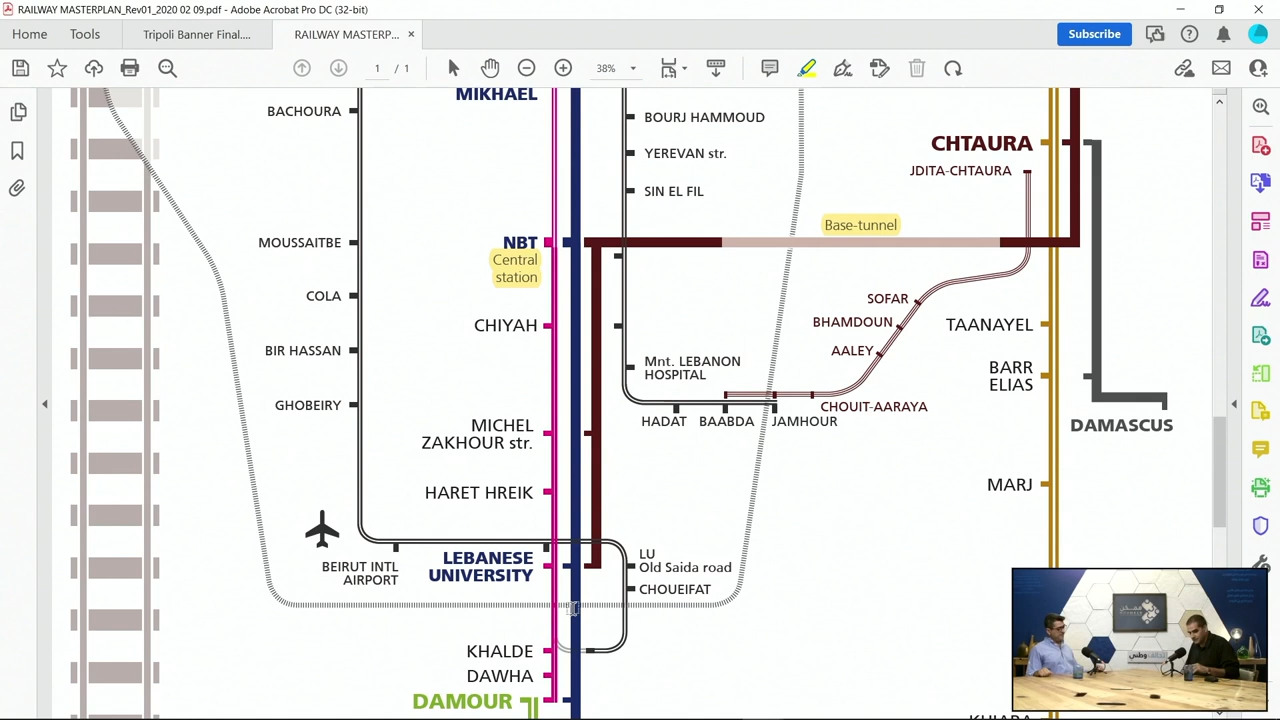 RAILWAY MASTERPLAN_Rev01_2020 02 09.pdf - Adobe Acrobat Pro DC (32-bit)
Home
Tools
Tripoli Banner Final....
RAILWAY MASTERP...
Subscribe
/ 1
38%
MIKHAEL
BACHOURA
BOURJ HAMMOUD
YEREVAN str.
CHTAURA
JDITA-CHTAURA
SIN EL FIL
Base-tunnel
MOUSSAITBE
NBT
Central
station
COLA
SOFAR
CHIYAH
BHAMDOUN
TAANAYEL
BIR HASSAN
AALEY
Mnt. LEBANON
HOSPITAL
BARR
ELIAS
GHOBEIRY
CHOUIT-AARAYA
HADAT
BAABDA
JAMHOUR
MICHEL
ZAKHOUR str.
DAMASCUS
HARET HREIK
MARJ
BEIRUT INTL
AIRPORT
LEBANESE
UNIVERSITY
LU
Old Saida road
CHOUEIFAT
KHALDE
DAWHA
DAMOUR